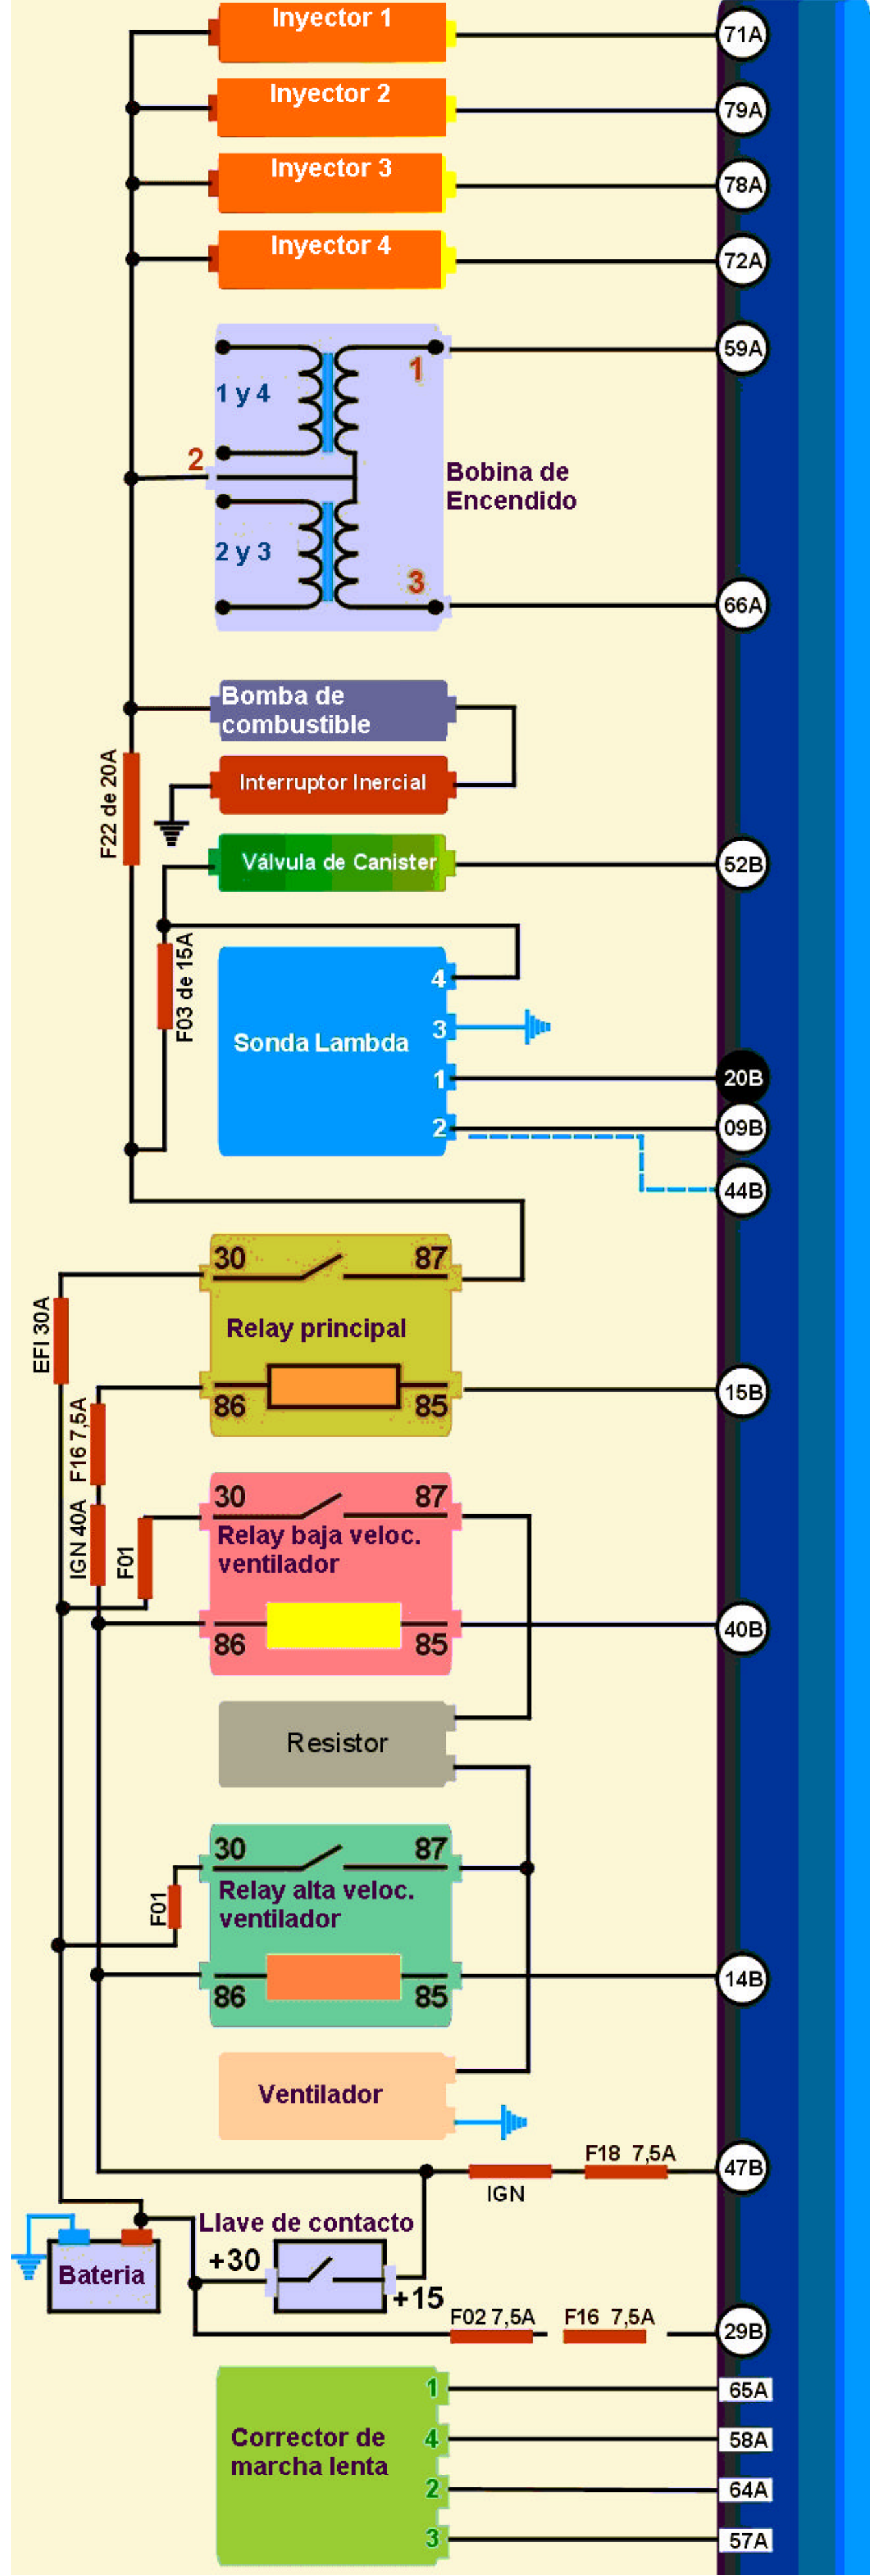 Inyector 1
71A
Inyector 2
79A
Inyector 3
78A
Inyector 4
72A
59A
1
1 y 4
2
Bobina de
Encendido
2 y 3
3
66A
Bomba de
combustible
F22 de 20A
Interruptor Inercial
Válvula de Canister
52B
F03 de 15A
4
3
Sonda Lambda
1
20B
2
09B
44B
30
87
EFI 30A
Relay principal
86
85
15B
F16 7,5A
30
87
IGN 40A
F01
Relay baja veloc.
ventilador
86
85
40B
Resistor
30
87
Relay alta veloc.
ventilador
F01
86
85
14B
Ventilador
F18 7,5A
47B
IGN
Llave de contacto
+30
Bateria
+15
F02 7,5A
F16 7,5A
29B
1
65A
Corrector de
marcha lenta
4
58A
2
64A
3
57A